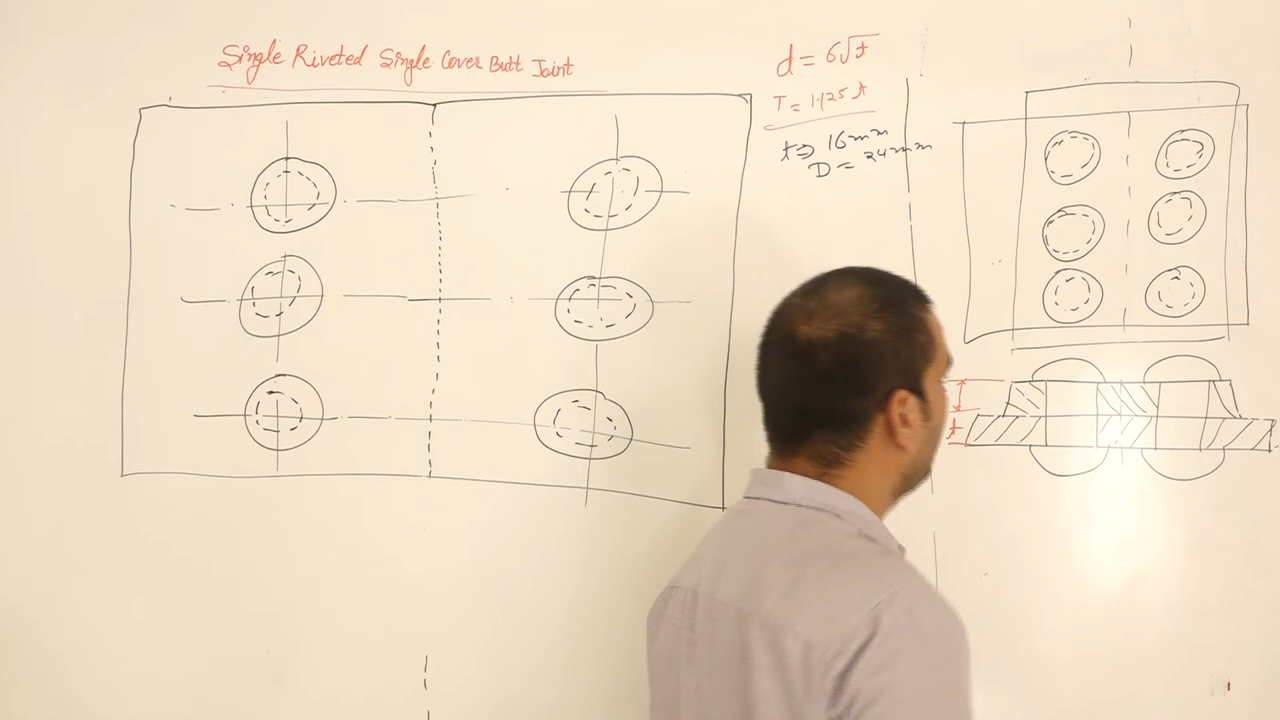 Single Riveted Single Cover Butt Joint
d = 6√t
T = 1.125 t
t ⇒ 16mm
D = 24mm
t